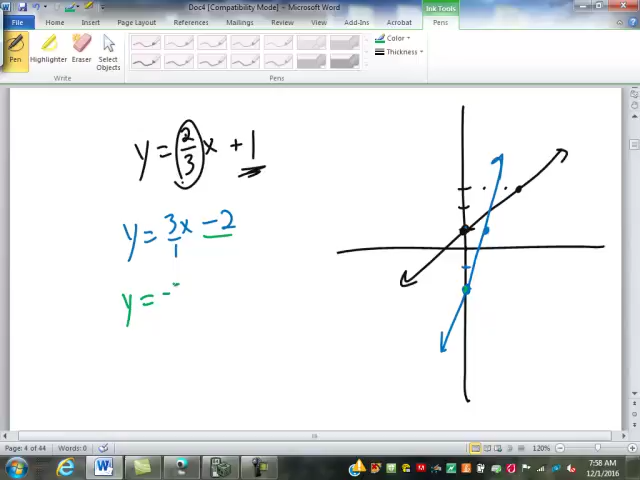 Doc4 [Compatibility Mode] - Microsoft Word
Ink Tools
File Home Insert Page Layout References Mailings Review View Add-Ins Acrobat Pens
Pen Highlighter Eraser Select Objects
Color
Thickness
Write Pens
y = 2/3 x + 1
y = 3x/1 - 2
y = -
Page: 4 of 44 Words: 0 120%
7:58 AM
12/1/2016